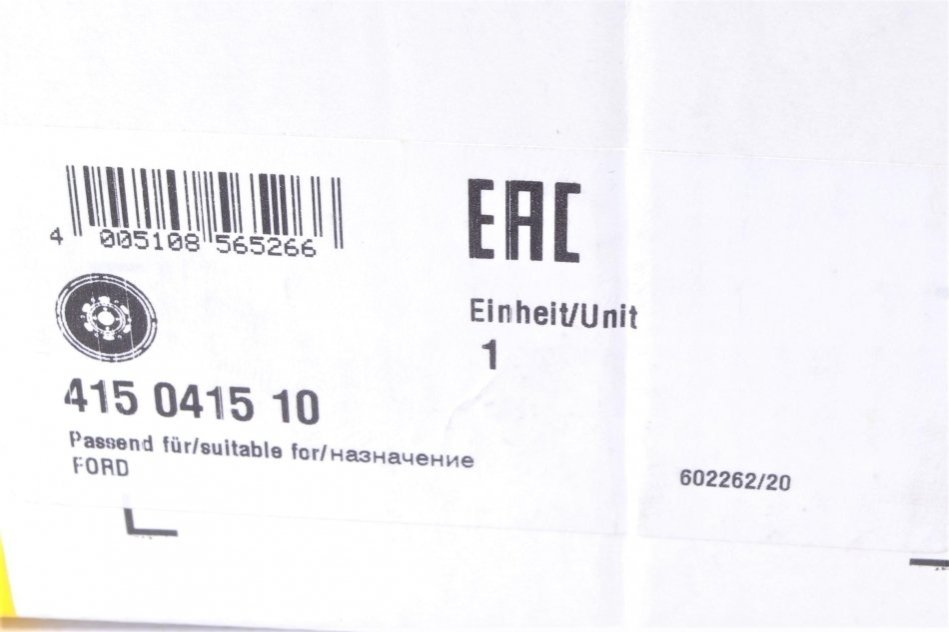 4 005108 565266
EAC
Einheit/Unit
1
415 0415 10
Passend für/suitable for/назначение
FORD
602262/20